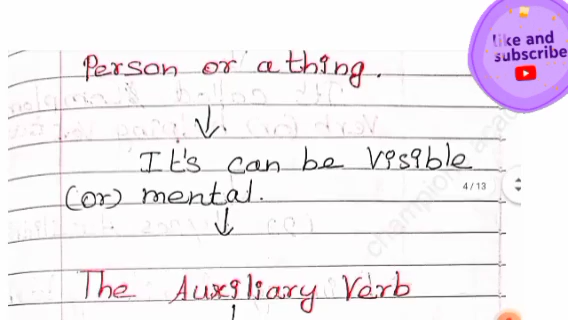 like and
subscribe
Person or a thing.
↓
It's can be visible
4/13
(or) mental.
↓
The Auxiliary Verb